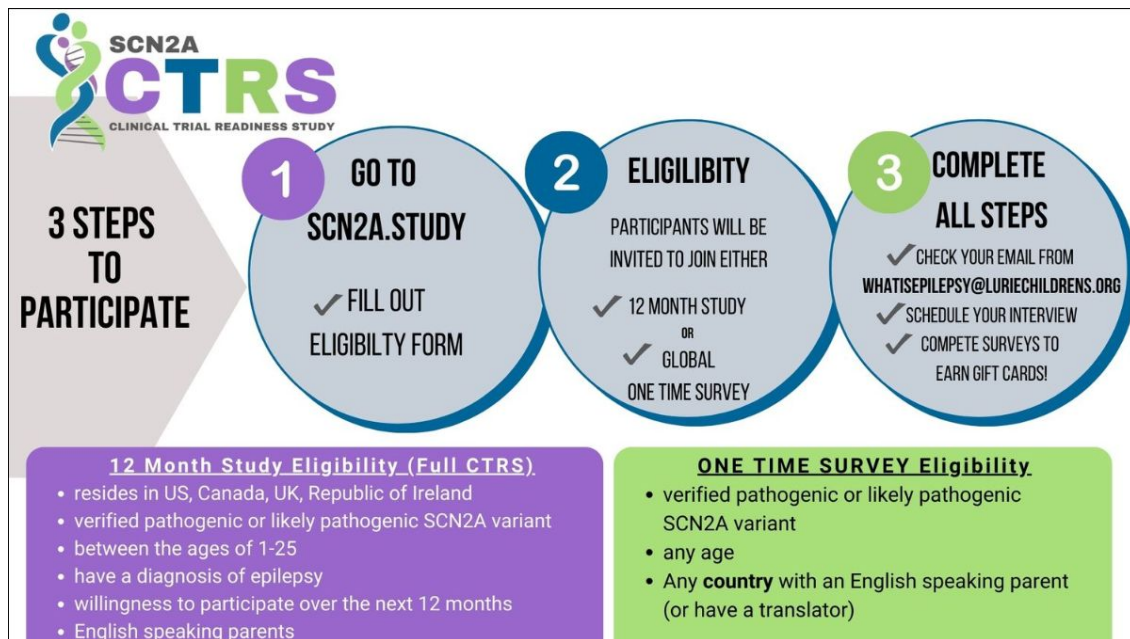 SCN2A
CTRS
CLINICAL TRIAL READINESS STUDY
3 STEPS
TO
PARTICIPATE
1
GO TO
SCN2A.STUDY
✓ FILL OUT
ELIGIBILTY FORM
2
ELIGILIBITY
PARTICIPANTS WILL BE
INVITED TO JOIN EITHER
✓ 12 MONTH STUDY
OR
✓ GLOBAL
ONE TIME SURVEY
3
COMPLETE
ALL STEPS
✓ CHECK YOUR EMAIL FROM
WHATISEPILEPSY@LURIECHILDRENS.ORG
✓ SCHEDULE YOUR INTERVIEW
✓ COMPETE SURVEYS TO
EARN GIFT CARDS!
12 Month Study Eligibility (Full CTRS)
• resides in US, Canada, UK, Republic of Ireland
• verified pathogenic or likely pathogenic SCN2A variant
• between the ages of 1-25
• have a diagnosis of epilepsy
• willingness to participate over the next 12 months
• English speaking parents
ONE TIME SURVEY Eligibility
• verified pathogenic or likely pathogenic
SCN2A variant
• any age
• Any country with an English speaking parent
(or have a translator)